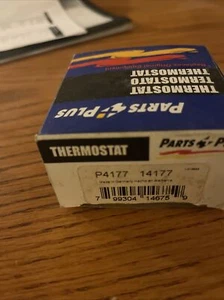 THERMOSTAT
TERMOSTATO
THERMOSTAT
PARTS PLUS
THERMOSTAT
PARTS PLUS
P4177 14177
7 99304 14675 9